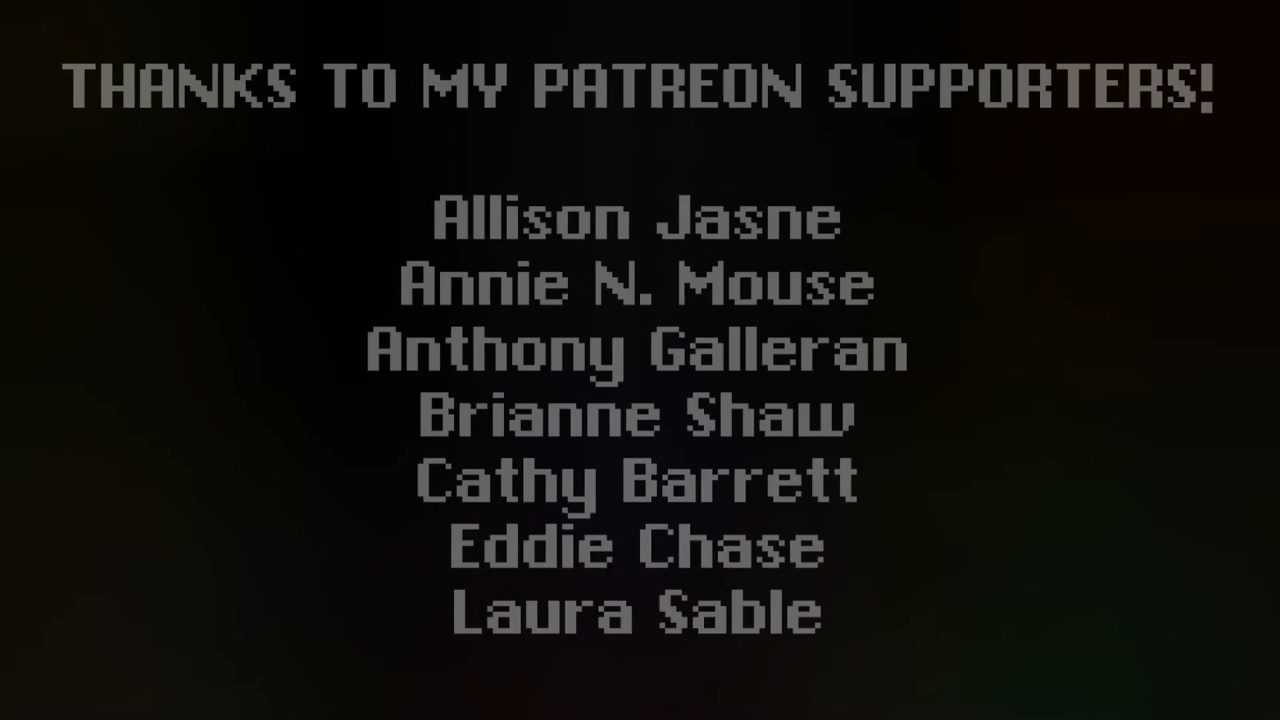 THANKS TO MY PATREON SUPPORTERS!
Allison Jasne
Annie N. Mouse
Anthony Galleran
Brianne Shaw
Cathy Barrett
Eddie Chase
Laura Sable